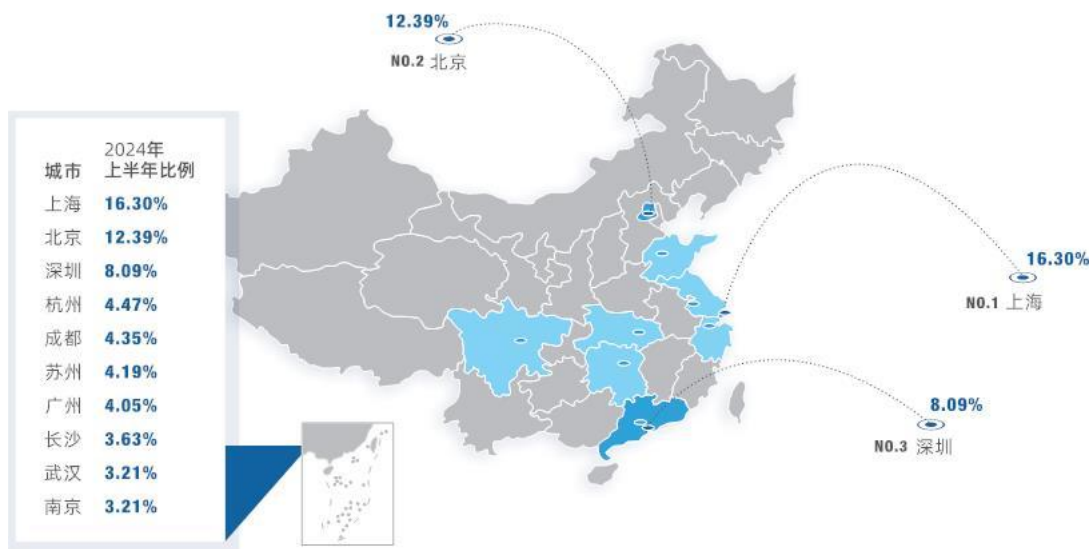 12.39%
NO.2 北京
城市 2024年
上半年比例
上海 16.30%
北京 12.39%
深圳 8.09%
杭州 4.47%
成都 4.35%
苏州 4.19%
广州 4.05%
长沙 3.63%
武汉 3.21%
南京 3.21%
16.30%
NO.1 上海
8.09%
NO.3 深圳